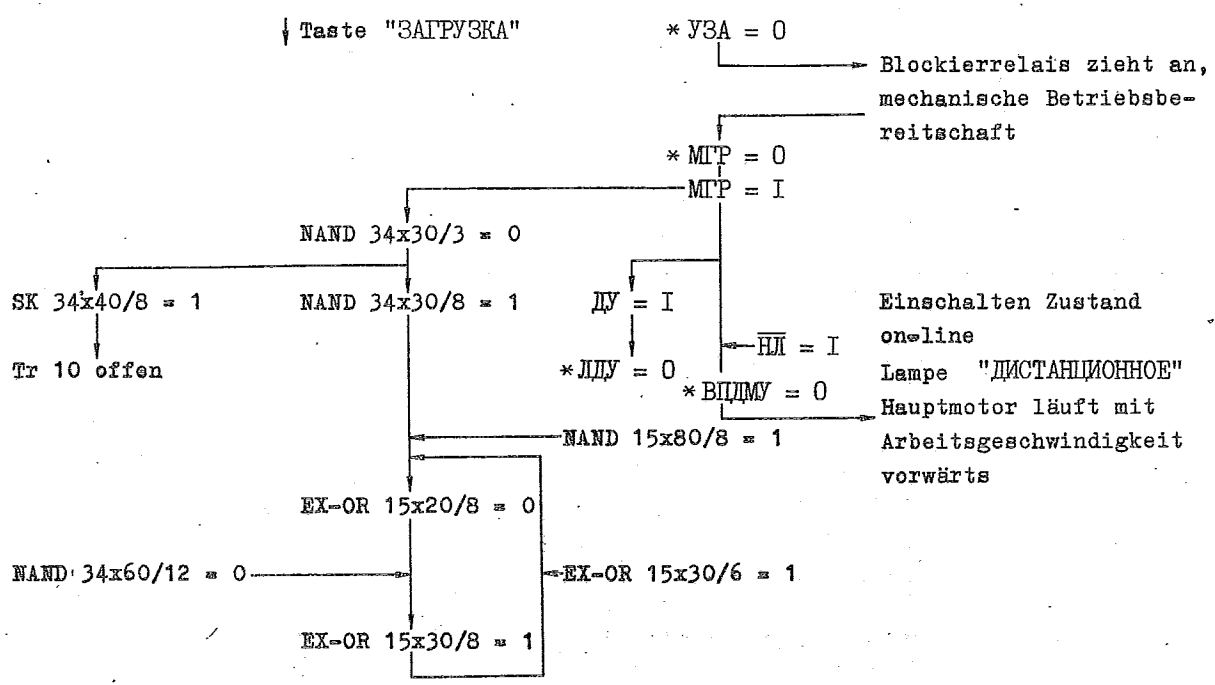 ↓ Taste "ЗАГРУЗКА"
* УЗА = 0
Blockierrelais zieht an,
mechanische Betriebsbe-
reitschaft
* МГР = 0
МГР = I
NAND 34x30/3 = 0
SK 34x40/8 = 1
NAND 34x30/8 = 1
ДУ = I
Einschalten Zustand
on-line
Н̅Л̅ = I
Tr 10 offen
* ЛДУ = 0
Lampe "ДИСТАНЦИОННОЕ"
* ВПДМУ = 0
Hauptmotor läuft mit
Arbeitsgeschwindigkeit
vorwärts
NAND 15x80/8 = 1
EX-OR 15x20/8 = 0
NAND 34x60/12 = 0
EX-OR 15x30/6 = 1
EX-OR 15x30/8 = 1